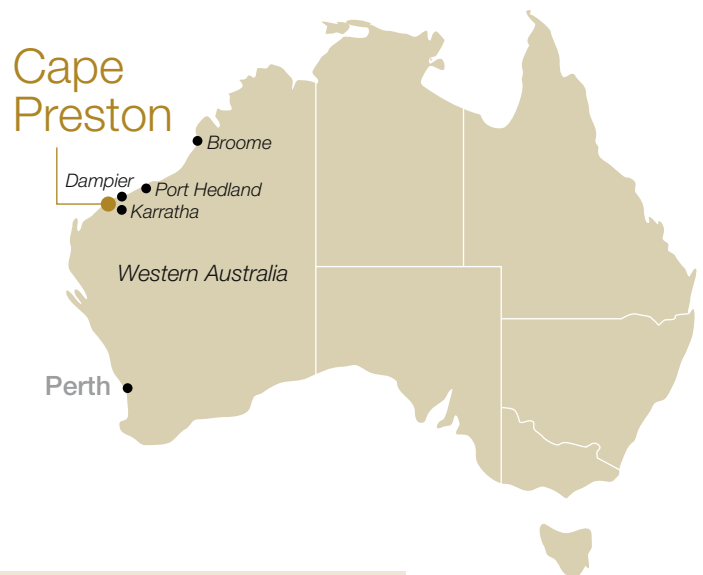 Cape
Preston
Broome
Dampier
Port Hedland
Karratha
Western Australia
Perth